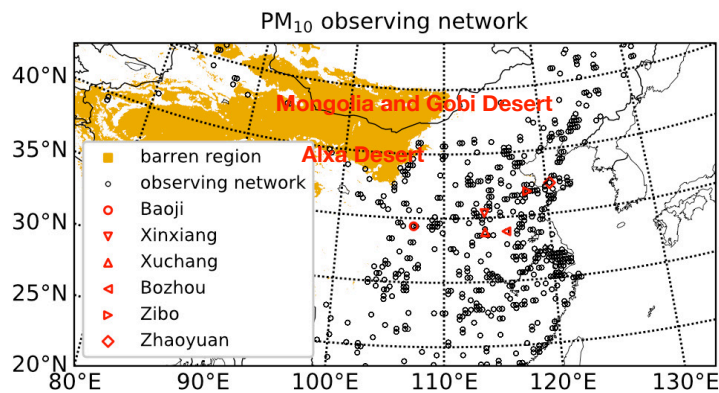 PM₁₀ observing network
40°N
Mongolia and Gobi Desert
35°N
Alxa Desert
barren region
observing network
30°N
Baoji
Xinxiang
Xuchang
25°N
Bozhou
Zibo
Zhaoyuan
20°N
80°E 90°E 100°E 110°E 120°E 130°E